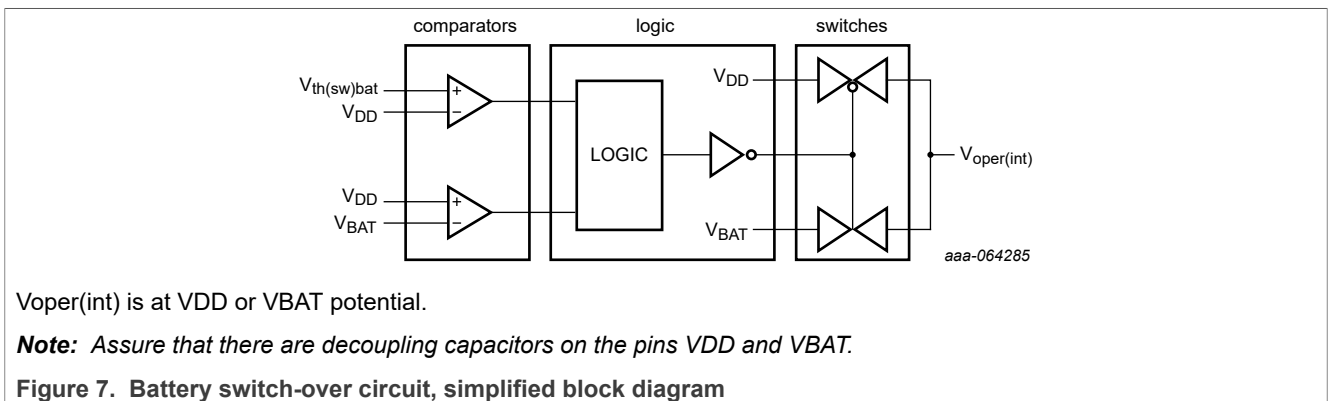 comparators logic switches
Vth(sw)bat
+
VDD
−
VDD
+
VBAT
−
LOGIC
VDD
VBAT
Voper(int)
aaa-064285
Voper(int) is at VDD or VBAT potential.
Note: Assure that there are decoupling capacitors on the pins VDD and VBAT.
Figure 7. Battery switch-over circuit, simplified block diagram